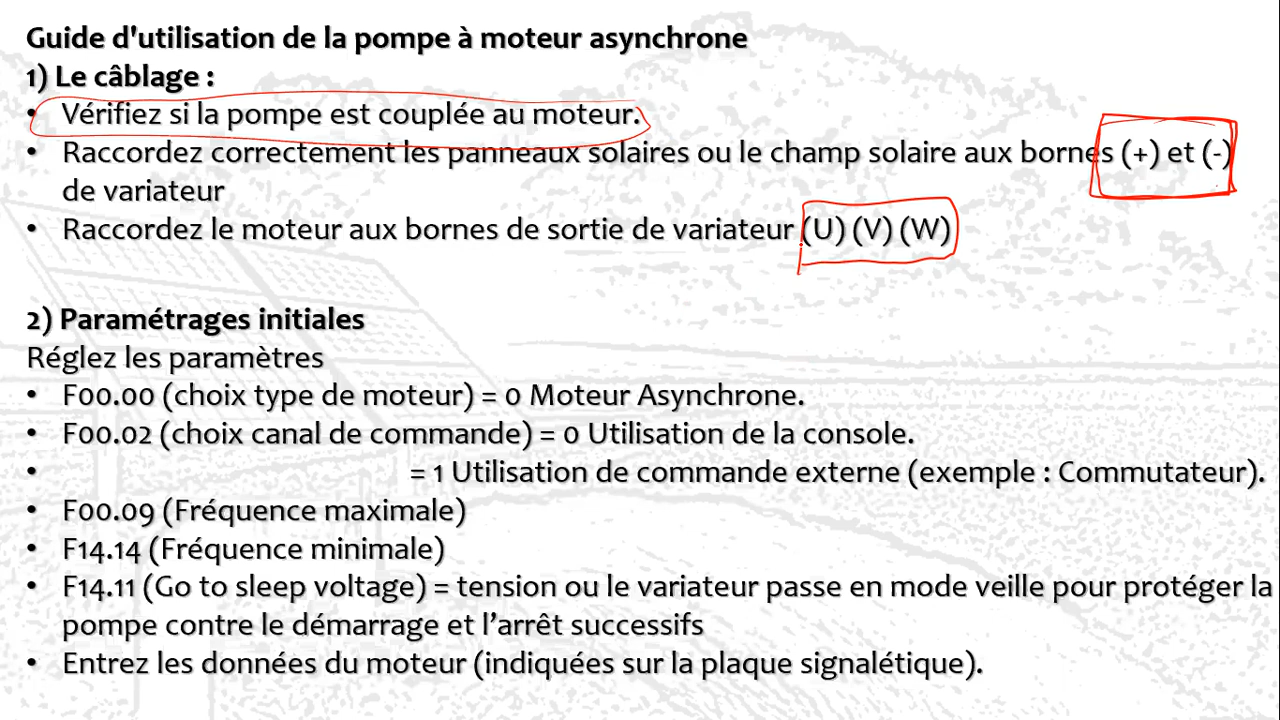 Guide d'utilisation de la pompe à moteur asynchrone
1) Le câblage :
• Vérifiez si la pompe est couplée au moteur.
• Raccordez correctement les panneaux solaires ou le champ solaire aux bornes (+) et (-)
de variateur
• Raccordez le moteur aux bornes de sortie de variateur (U) (V) (W)
2) Paramétrages initiales
Réglez les paramètres
• F00.00 (choix type de moteur) = 0 Moteur Asynchrone.
• F00.02 (choix canal de commande) = 0 Utilisation de la console.
• = 1 Utilisation de commande externe (exemple : Commutateur).
• F00.09 (Fréquence maximale)
• F14.14 (Fréquence minimale)
• F14.11 (Go to sleep voltage) = tension ou le variateur passe en mode veille pour protéger la
pompe contre le démarrage et l’arrêt successifs
• Entrez les données du moteur (indiquées sur la plaque signalétique).